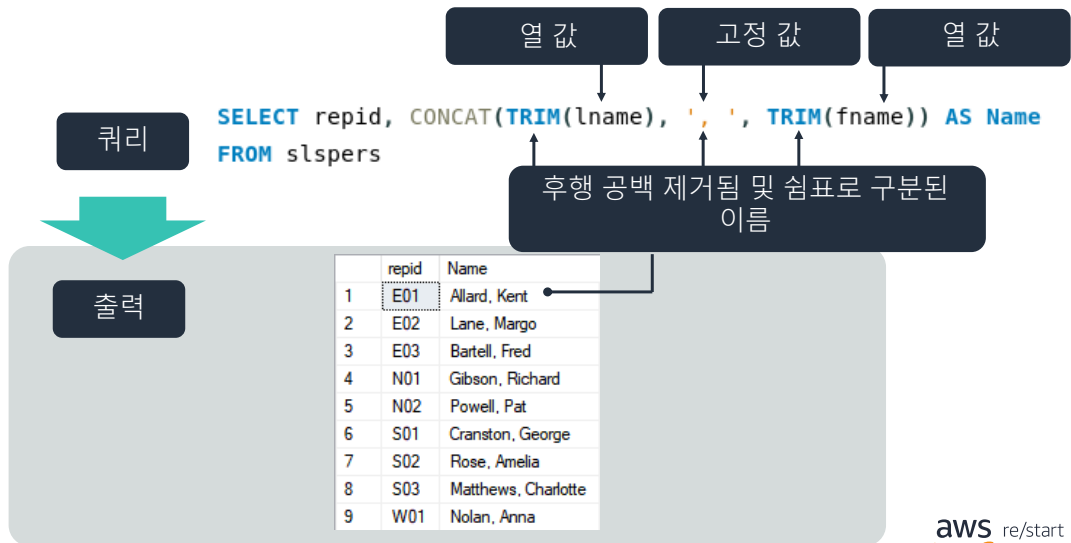 열 값
고정 값
열 값
쿼리
SELECT repid, CONCAT(TRIM(lname), ', ', TRIM(fname)) AS Name
FROM slspers
후행 공백 제거됨 및 쉼표로 구분된
이름
출력
repid Name
1 E01 Allard, Kent
2 E02 Lane, Margo
3 E03 Bartell, Fred
4 N01 Gibson, Richard
5 N02 Powell, Pat
6 S01 Cranston, George
7 S02 Rose, Amelia
8 S03 Matthews, Charlotte
9 W01 Nolan, Anna
aws re/start